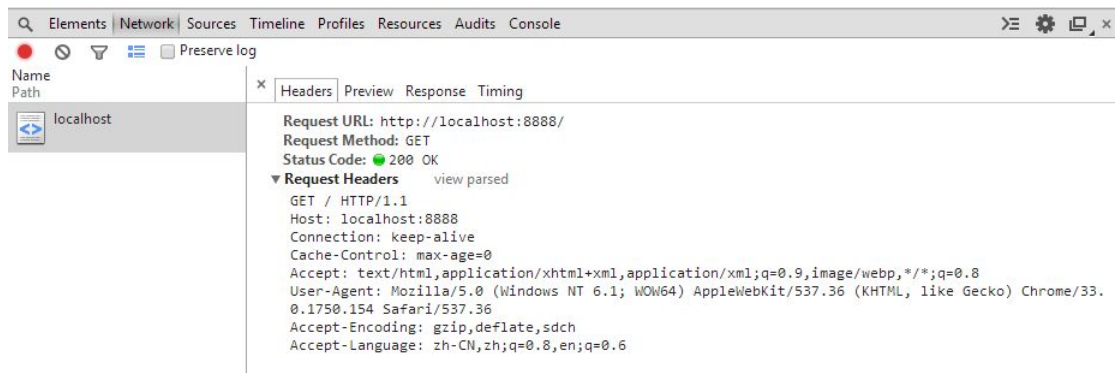 Elements Network Sources Timeline Profiles Resources Audits Console
Preserve log
Name
Path
localhost
× Headers Preview Response Timing
Request URL: http://localhost:8888/
Request Method: GET
Status Code: 200 OK
▼ Request Headers view parsed
GET / HTTP/1.1
Host: localhost:8888
Connection: keep-alive
Cache-Control: max-age=0
Accept: text/html,application/xhtml+xml,application/xml;q=0.9,image/webp,*/*;q=0.8
User-Agent: Mozilla/5.0 (Windows NT 6.1; WOW64) AppleWebKit/537.36 (KHTML, like Gecko) Chrome/33.
0.1750.154 Safari/537.36
Accept-Encoding: gzip,deflate,sdch
Accept-Language: zh-CN,zh;q=0.8,en;q=0.6